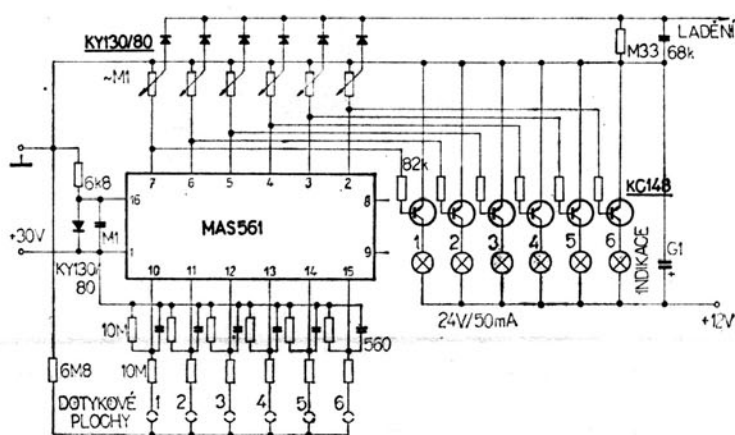 KY130/80
LADĚNÍ
M33
68k
~M1
82k
6k8
7 6 5 4 3 2
16
8
KC148
MAS561
M1
+30V
1
9
1 2 3 4 5 6
KY130/
80
10 11 12 13 14 15
INDIKACE
G1
+
24V/50mA
+12V
10M
560
6M8
10M
1 2 3 4 5 6
DOTYKOVÉ
PLOCHY